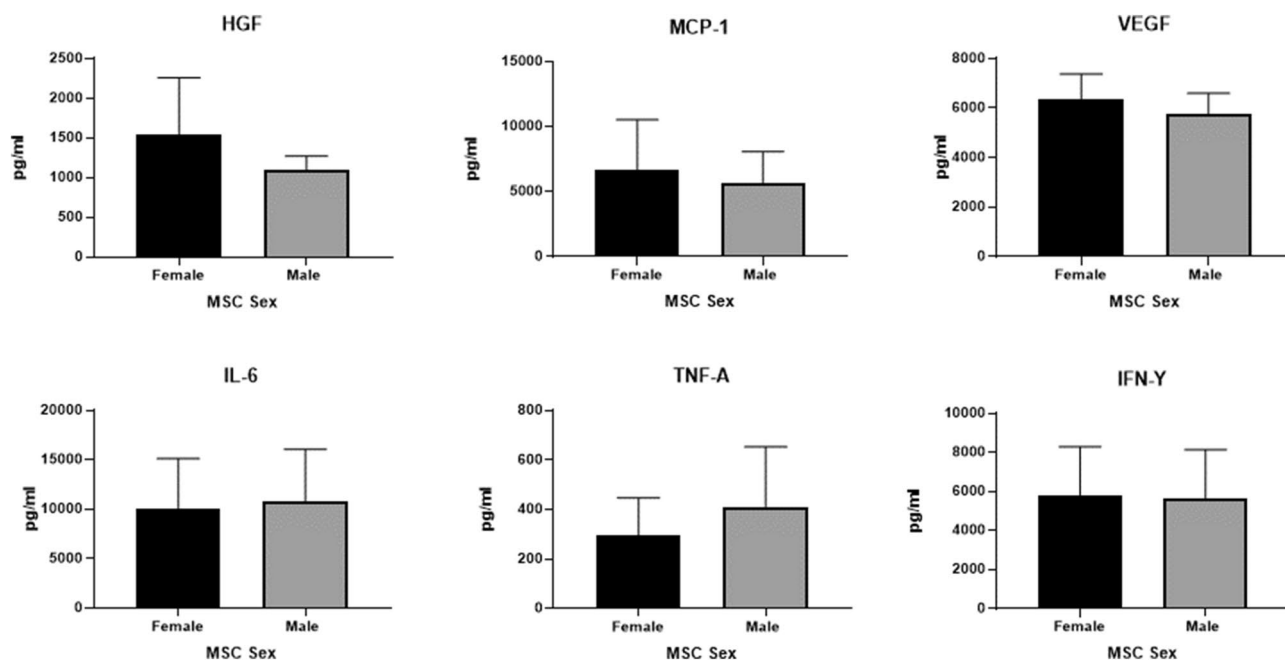 HGF
2500
2000
1500
1000
500
0
pg/ml
Female Male
MSC Sex
MCP-1
15000
10000
5000
0
pg/ml
Female Male
MSC Sex
VEGF
8000
6000
4000
2000
0
pg/ml
Female Male
MSC Sex
IL-6
20000
15000
10000
5000
0
pg/ml
Female Male
MSC Sex
TNF-A
800
600
400
200
0
pg/ml
Female Male
MSC Sex
IFN-Y
10000
8000
6000
4000
2000
0
pg/ml
Female Male
MSC Sex